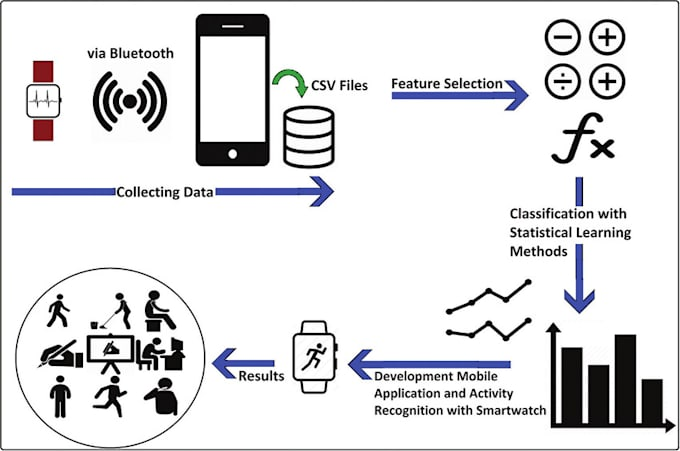 via Bluetooth
CSV Files
Feature Selection
fx
Collecting Data
Classification with
Statistical Learning
Methods
Development Mobile
Application and Activity
Recognition with Smartwatch
Results